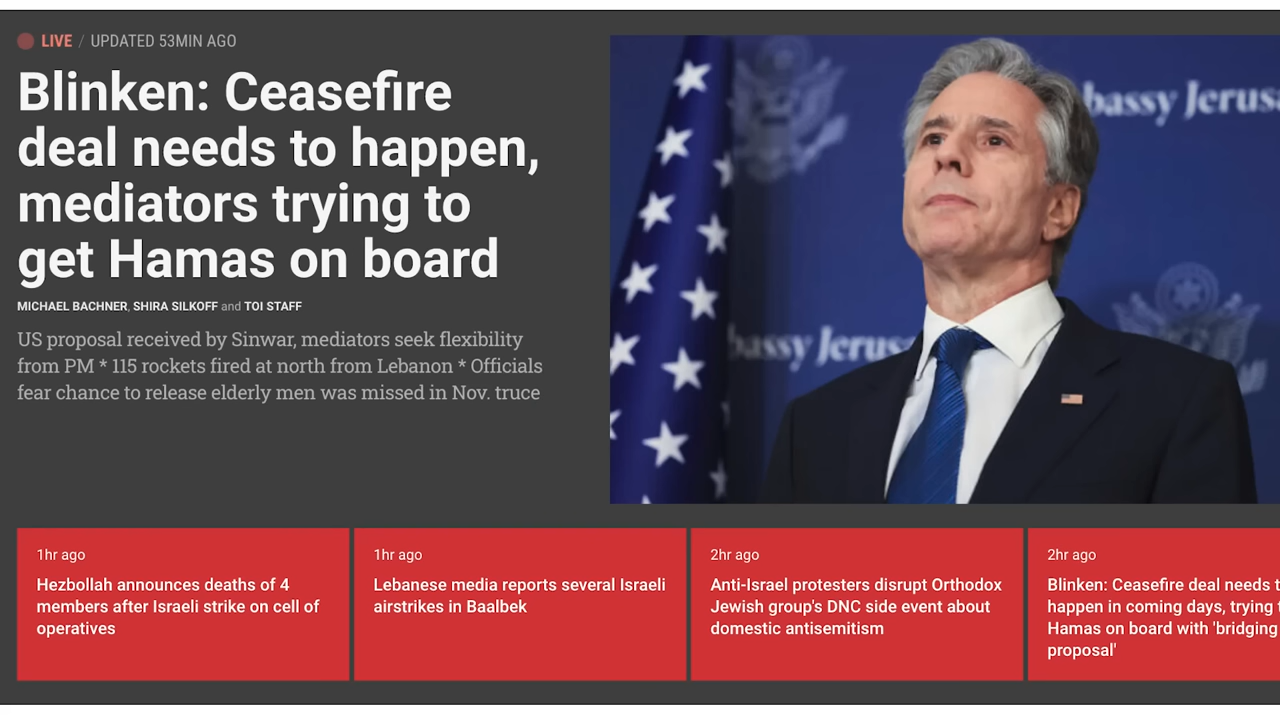 LIVE / UPDATED 53MIN AGO
Blinken: Ceasefire
deal needs to happen,
mediators trying to
get Hamas on board
MICHAEL BACHNER, SHIRA SILKOFF and TOI STAFF
US proposal received by Sinwar, mediators seek flexibility
from PM * 115 rockets fired at north from Lebanon * Officials
fear chance to release elderly men was missed in Nov. truce
bassy Jerus
bassy Jerus
1hr ago
Hezbollah announces deaths of 4
members after Israeli strike on cell of
operatives
1hr ago
Lebanese media reports several Israeli
airstrikes in Baalbek
2hr ago
Anti-Israel protesters disrupt Orthodox
Jewish group's DNC side event about
domestic antisemitism
2hr ago
Blinken: Ceasefire deal needs t
happen in coming days, trying t
Hamas on board with 'bridging
proposal'